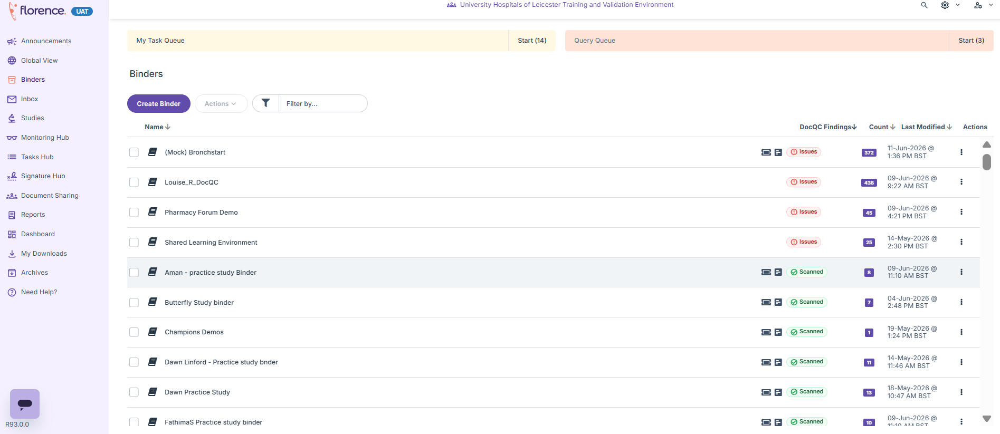 florence. UAT
University Hospitals of Leicester Training and Validation Environment
Announcements
Global View
Binders
Inbox
Studies
Monitoring Hub
Tasks Hub
Signature Hub
Document Sharing
Reports
Dashboard
My Downloads
Archives
Need Help?
R93.0.0
My Task Queue Start (14)
Query Queue Start (3)
Binders
Create Binder Actions Filter by...
Name DocQC Findings Count Last Modified Actions
(Mock) Bronchstart Issues 372 11-Jun-2026 @
1:36 PM BST
Louise_R_DocQC Issues 438 09-Jun-2026 @
9:22 AM BST
Pharmacy Forum Demo Issues 45 09-Jun-2026 @
4:21 PM BST
Shared Learning Environment Issues 25 14-May-2026 @
2:30 PM BST
Aman - practice study Binder Scanned 8 09-Jun-2026 @
11:10 AM BST
Butterfly Study binder Scanned 7 04-Jun-2026 @
2:48 PM BST
Champions Demos Scanned 1 19-May-2026 @
1:24 PM BST
Dawn Linford - Practice study bnder Scanned 11 14-May-2026 @
11:46 AM BST
Dawn Practice Study Scanned 13 18-May-2026 @
10:47 AM BST
FathimaS Practice study binder Scanned 10 09-Jun-2026 @
11:10 AM BST